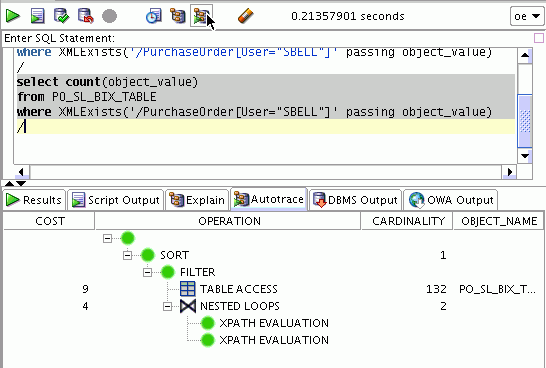 0.21357901 seconds oe
Enter SQL Statement:
where XMLExists('/PurchaseOrder[User="SBELL"]' passing object_value)
/
select count(object_value)
from PO_SL_BIX_TABLE
where XMLExists('/PurchaseOrder[User="SBELL"]' passing object_value)
/
Results Script Output Explain Autotrace DBMS Output OWA Output
COST OPERATION CARDINALITY OBJECT_NAME
SORT 1
FILTER
9 TABLE ACCESS 132 PO_SL_BIX_T...
4 NESTED LOOPS 2
XPATH EVALUATION
XPATH EVALUATION